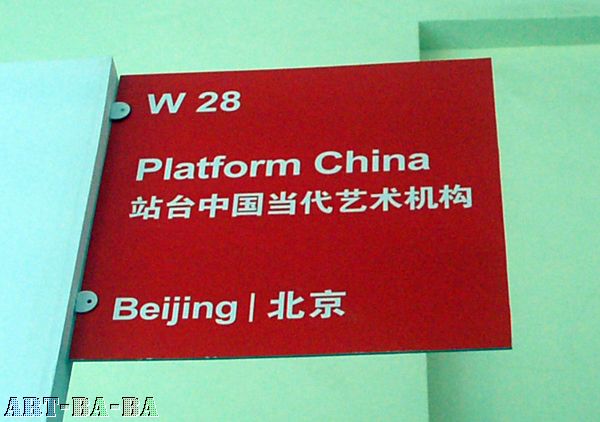 W 28
Platform China
站台中国当代艺术机构
Beijing | 北京
ART-BA-BA